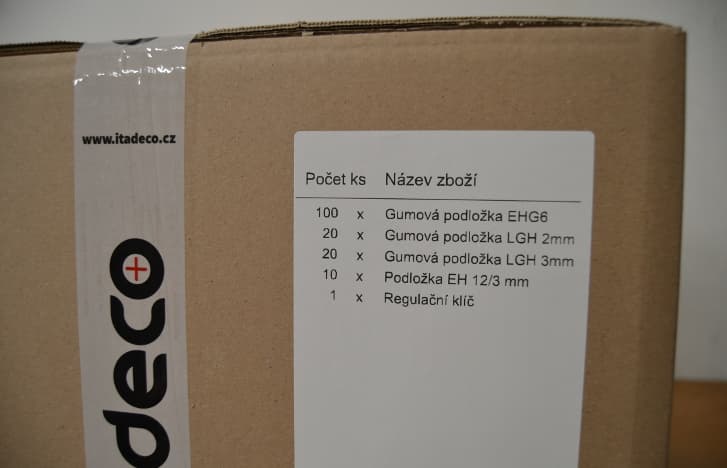 www.itadeco.cz
deco
Počet ks Název zboží
100 x Gumová podložka EHG6
20 x Gumová podložka LGH 2mm
20 x Gumová podložka LGH 3mm
10 x Podložka EH 12/3 mm
1 x Regulační klíč